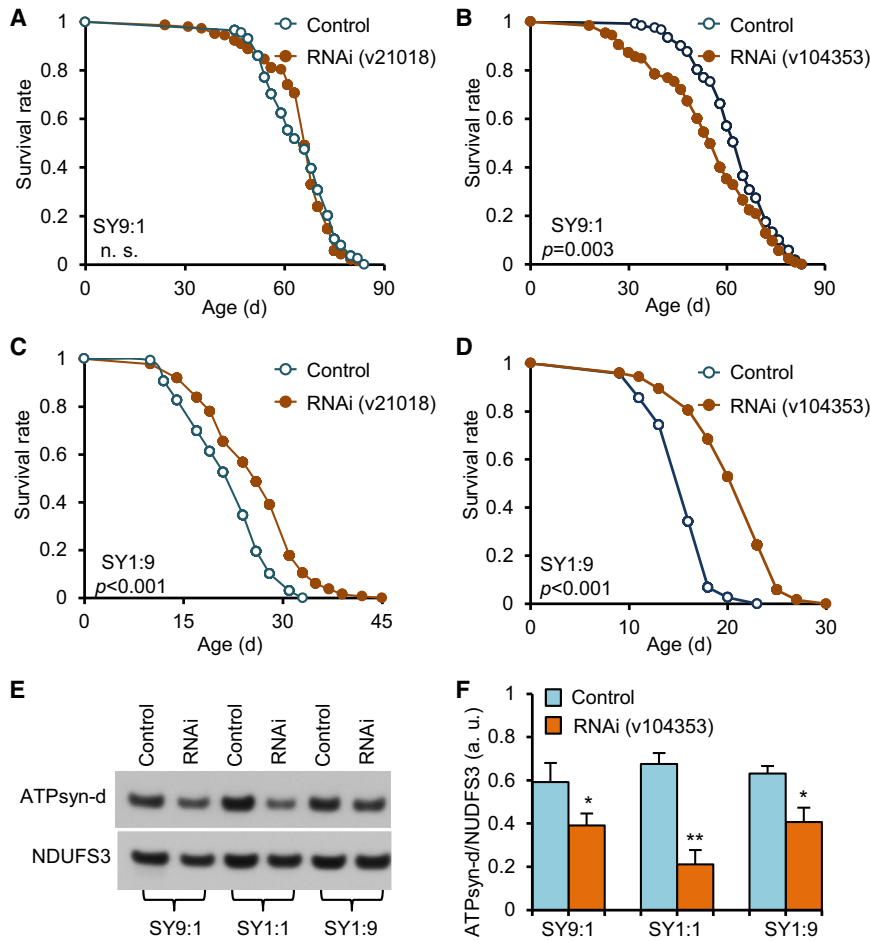 A
Survival rate
1
0.8
0.6
0.4
0.2
0
Control
RNAi (v21018)
SY9:1
n. s.
0 30 60 90
Age (d)
B
Survival rate
1
0.8
0.6
0.4
0.2
0
Control
RNAi (v104353)
SY9:1
p=0.003
0 30 60 90
Age (d)
C
Survival rate
1
0.8
0.6
0.4
0.2
0
Control
RNAi (v21018)
SY1:9
p<0.001
0 15 30 45
Age (d)
D
Survival rate
1
0.8
0.6
0.4
0.2
0
Control
RNAi (v104353)
SY1:9
p<0.001
0 10 20 30
Age (d)
E
Control RNAi Control RNAi Control RNAi
ATPsyn-d
NDUFS3
SY9:1 SY1:1 SY1:9
F
ATPsyn-d/NUDFS3 (a. u.)
1
0.8
0.6
0.4
0.2
0
Control
RNAi (v104353)
* ** *
SY9:1 SY1:1 SY1:9